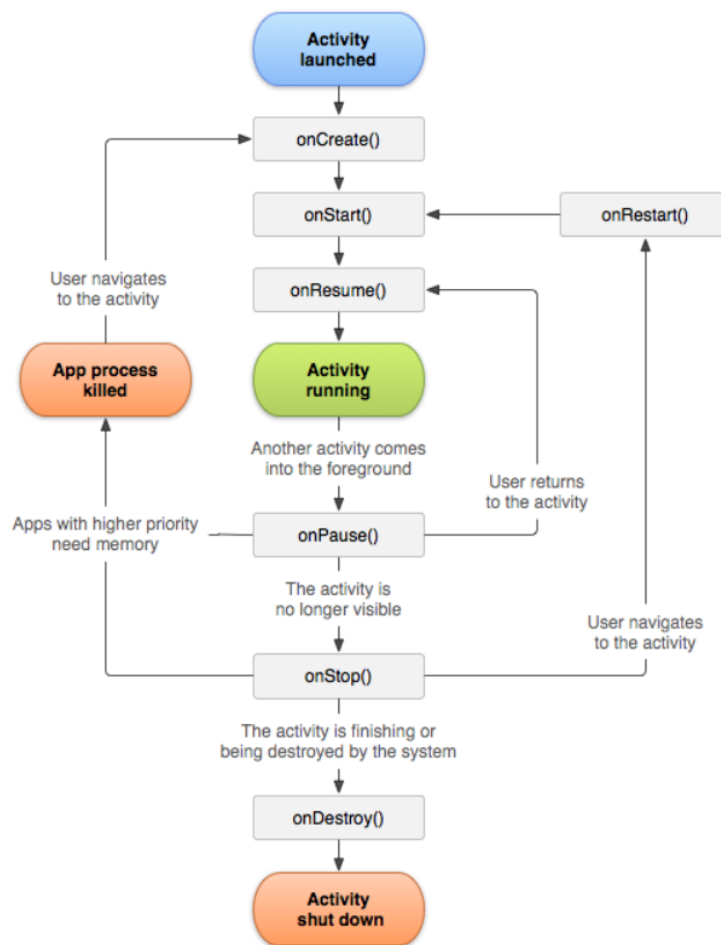 Activity
launched
onCreate()
onStart()
onRestart()
User navigates
to the activity
onResume()
App process
killed
Activity
running
Another activity comes
into the foreground
User returns
to the activity
Apps with higher priority
need memory
onPause()
The activity is
no longer visible
User navigates
to the activity
onStop()
The activity is finishing or
being destroyed by the system
onDestroy()
Activity
shut down